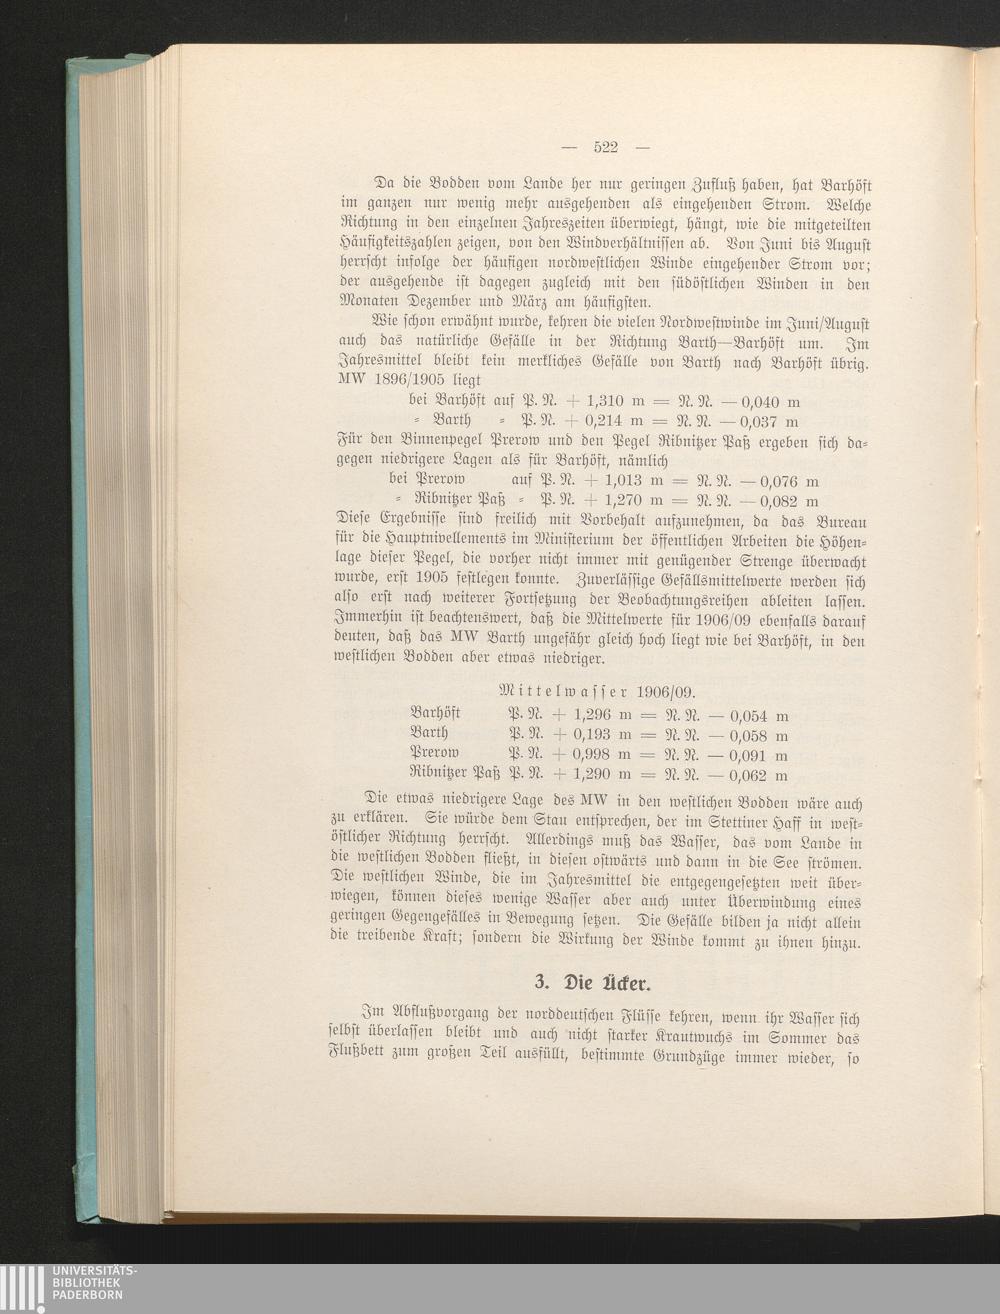 — 522 —
Da die Bodden vom Lande her nur geringen Zufluß haben, hat Barhöft
im ganzen nur wenig mehr ausgehenden als eingehenden Strom. Welche
Richtung in den einzelnen Jahreszeiten überwiegt, hängt, wie die mitgeteilten
Häufigkeitszahlen zeigen, von den Windverhältnissen ab. Von Juni bis August
herrscht infolge der häufigen nordwestlichen Winde eingehender Strom vor;
der ausgehende ist dagegen zugleich mit den südöstlichen Winden in den
Monaten Dezember und März am häufigsten.
Wie schon erwähnt wurde, kehren die vielen Nordwestwinde im Juni/August
auch das natürliche Gefälle in der Richtung Barth—Barhöft um. Im
Jahresmittel bleibt kein merkliches Gefälle von Barth nach Barhöft übrig.
MW 1896/1905 liegt
bei Barhöft auf P. N. + 1,310 m = N. N. — 0,040 m
= Barth = P. N. + 0,214 m = N. N. — 0,037 m
Für den Binnenpegel Prerow und den Pegel Ribnitzer Paß ergeben sich da=
gegen niedrigere Lagen als für Barhöft, nämlich
bei Prerow auf P. N. + 1,013 m = N. N. — 0,076 m
= Ribnitzer Paß = P. N. + 1,270 m = N. N. — 0,082 m
Diese Ergebnisse sind freilich mit Vorbehalt aufzunehmen, da das Bureau
für die Hauptnivellements im Ministerium der öffentlichen Arbeiten die Höhen=
lage dieser Pegel, die vorher nicht immer mit genügender Strenge überwacht
wurde, erst 1905 festlegen konnte. Zuverlässige Gefällsmittelwerte werden sich
also erst nach weiterer Fortsetzung der Beobachtungsreihen ableiten lassen.
Immerhin ist beachtenswert, daß die Mittelwerte für 1906/09 ebenfalls darauf
deuten, daß das MW Barth ungefähr gleich hoch liegt wie bei Barhöft, in den
westlichen Bodden aber etwas niedriger.
Mittelwasser 1906/09.
Barhöft P. N. + 1,296 m = N. N. — 0,054 m
Barth P. N. + 0,193 m = N. N. — 0,058 m
Prerow P. N. + 0,998 m = N. N. — 0,091 m
Ribnitzer Paß P. N. + 1,290 m = N. N. — 0,062 m
Die etwas niedrigere Lage des MW in den westlichen Bodden wäre auch
zu erklären. Sie würde dem Stau entsprechen, der im Stettiner Haff in west=
östlicher Richtung herrscht. Allerdings muß das Wasser, das vom Lande in
die westlichen Bodden fließt, in diesen ostwärts und dann in die See strömen.
Die westlichen Winde, die im Jahresmittel die entgegengesetzten weit über=
wiegen, können dieses wenige Wasser aber auch unter Überwindung eines
geringen Gegengefälles in Bewegung setzen. Die Gefälle bilden ja nicht allein
die treibende Kraft; sondern die Wirkung der Winde kommt zu ihnen hinzu.
3. Die Ücker.
Im Abflußvorgang der norddeutschen Flüsse kehren, wenn ihr Wasser sich
selbst überlassen bleibt und auch nicht starker Krautwuchs im Sommer das
Flußbett zum großen Teil ausfüllt, bestimmte Grundzüge immer wieder, so
UNIVERSITÄTS-
BIBLIOTHEK
PADERBORN